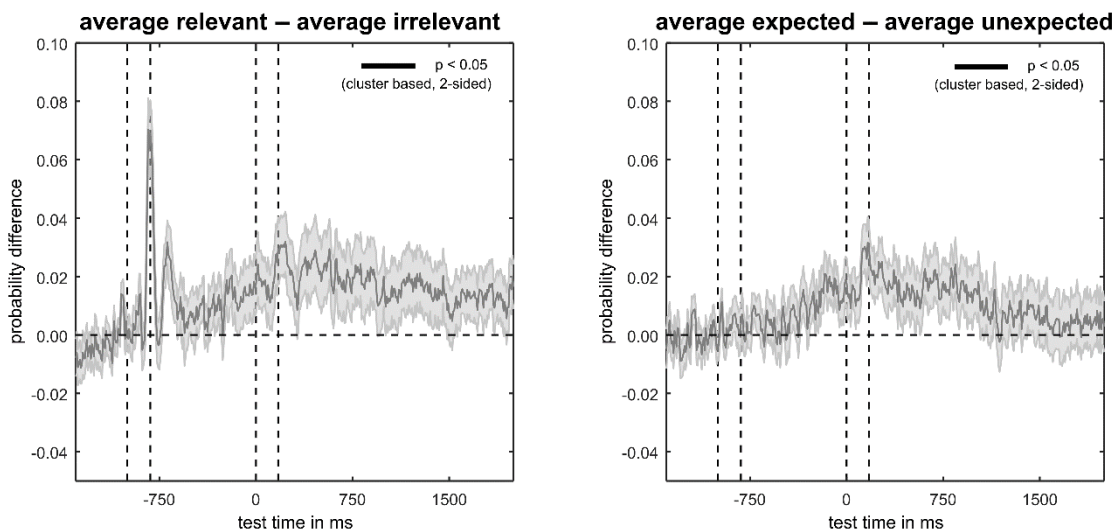 average relevant – average irrelevant
0.10
0.08
0.06
0.04
0.02
0.00
-0.02
-0.04
probability difference
p < 0.05
(cluster based, 2-sided)
-750
0
750
1500
test time in ms
average expected – average unexpected
0.10
0.08
0.06
0.04
0.02
0.00
-0.02
-0.04
probability difference
p < 0.05
(cluster based, 2-sided)
-750
0
750
1500
test time in ms